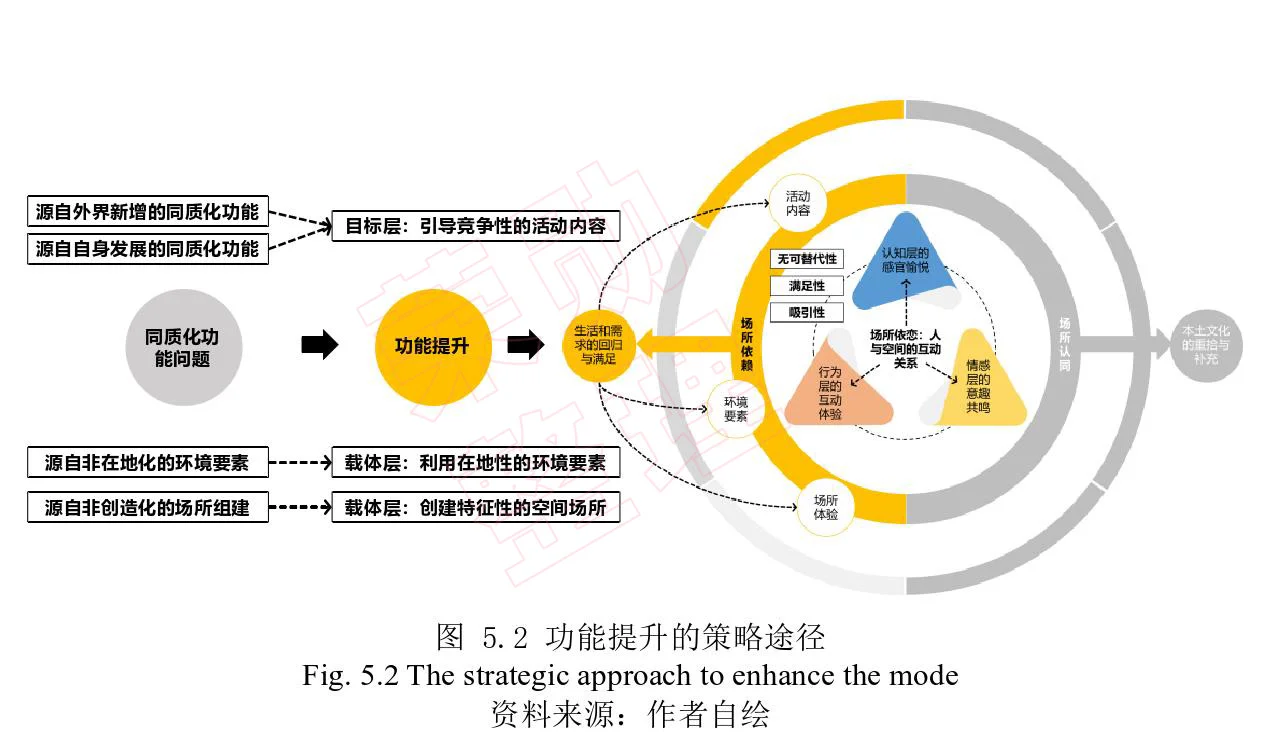 源自外界新增的同质化功能
源自自身发展的同质化功能
目标层：引导竞争性的活动内容
同质化功
能问题
功能提升
生活和需
求的回归
与满足
源自非在地化的环境要素
载体层：利用在地性的环境要素
源自非创造化的场所组建
载体层：创建特征性的空间场所
活动
内容
环境
要素
场所
体验
场所依赖
无可替代性
满足性
吸引性
认知层的
感官愉悦
场所依恋：人
与空间的互动
关系
行为
层的
互动
体验
情感
层的
意趣
共鸣
场所认同
本土文化
的重拾与
补充
图 5.2 功能提升的策略途径
Fig. 5.2 The strategic approach to enhance the mode
资料来源：作者自绘